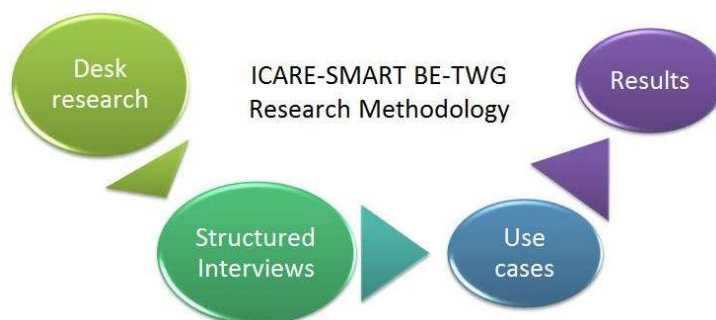 Desk
research
ICARE-SMART BE-TWG
Research Methodology
Results
Structured
Interviews
Use
cases